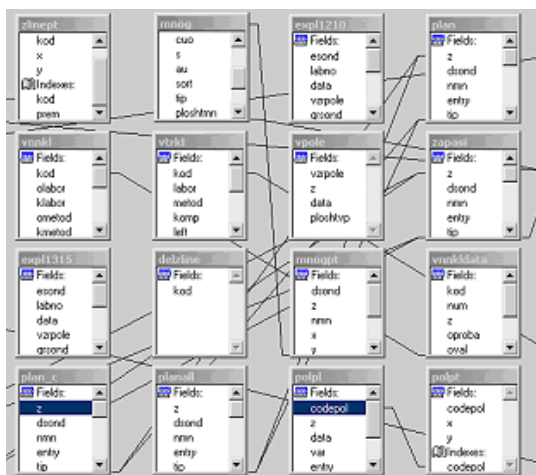 zlinept
kod
x
y
Indexes:
kod
prem
mnog
cuo
s
au
sort
tip
ploshtmn
expl1210
Fields:
esond
labno
data
vzrpole
grsond
plan
Fields:
z
dsond
nmn
entry
tip
vnnkl
Fields:
kod
olabor
klabor
ometod
kmetod
vtrkl
Fields:
kod
labor
metod
komp
left
vpole
Fields:
vzrpole
z
data
ploshtvp
zapasi
Fields:
z
dsond
nmn
entry
tip
expl1315
Fields:
esond
labno
data
vzrpole
grsond
delzline
Fields:
kod
mnogpt
Fields:
dsond
z
nmn
x
y
vnnkldata
Fields:
kod
num
z
oproba
oval
plan_c
Fields:
z
dsond
nmn
entry
tip
planall
Fields:
z
dsond
nmn
entry
tip
polpl
Fields:
codepol
z
data
var
entry
polpt
Fields:
codepol
x
y
Indexes:
codepol